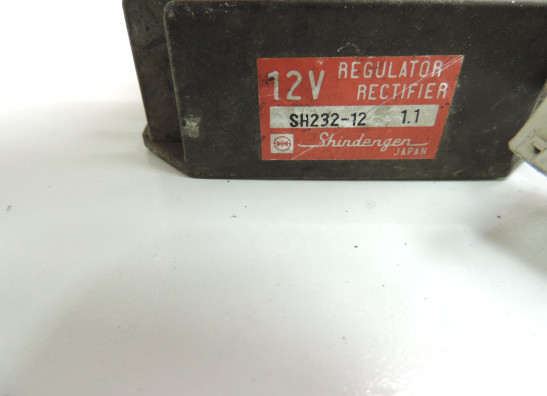 12V REGULATOR
RECTIFIER
SH232-12 1.1
Shindengen
JAPAN